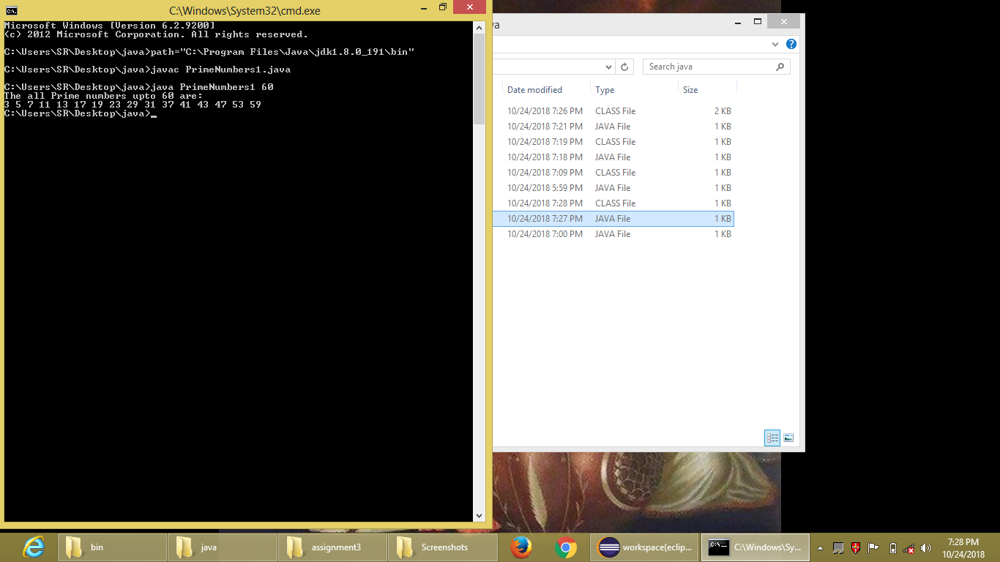 C:\Windows\System32\cmd.exe
Microsoft Windows [Version 6.2.9200]
(c) 2012 Microsoft Corporation. All rights reserved.
C:\Users\SR\Desktop\java>path="C:\Program Files\Java\jdk1.8.0_191\bin"
C:\Users\SR\Desktop\java>javac PrimeNumbers1.java
C:\Users\SR\Desktop\java>java PrimeNumbers1 60
The all Prime numbers upto 60 are:
3 5 7 11 13 17 19 23 29 31 37 41 43 47 53 59
C:\Users\SR\Desktop\java>_
va
Search java
Date modified Type Size
10/24/2018 7:26 PM CLASS File 2 KB
10/24/2018 7:21 PM JAVA File 1 KB
10/24/2018 7:19 PM CLASS File 1 KB
10/24/2018 7:18 PM JAVA File 1 KB
10/24/2018 7:09 PM CLASS File 1 KB
10/24/2018 5:59 PM JAVA File 1 KB
10/24/2018 7:28 PM CLASS File 1 KB
10/24/2018 7:27 PM JAVA File 1 KB
10/24/2018 7:00 PM JAVA File 1 KB
bin java assignment3 Screenshots workspace(eclip... C:\Windows\Sy...
7:28 PM
10/24/2018